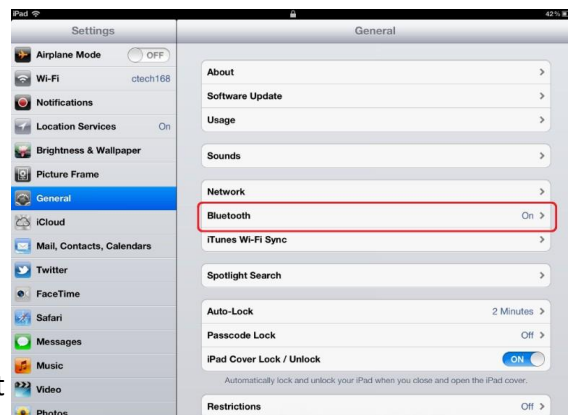 iPad
42%
Settings
Airplane Mode OFF
Wi-Fi ctech168
Notifications
Location Services On
Brightness & Wallpaper
Picture Frame
General
iCloud
Mail, Contacts, Calendars
Twitter
FaceTime
Safari
Messages
Music
Video
Photos
General
About
Software Update
Usage
Sounds
Network
Bluetooth On
iTunes Wi-Fi Sync
Spotlight Search
Auto-Lock 2 Minutes
Passcode Lock Off
iPad Cover Lock / Unlock ON
Automatically lock and unlock your iPad when you close and open the iPad cover.
Restrictions Off
t